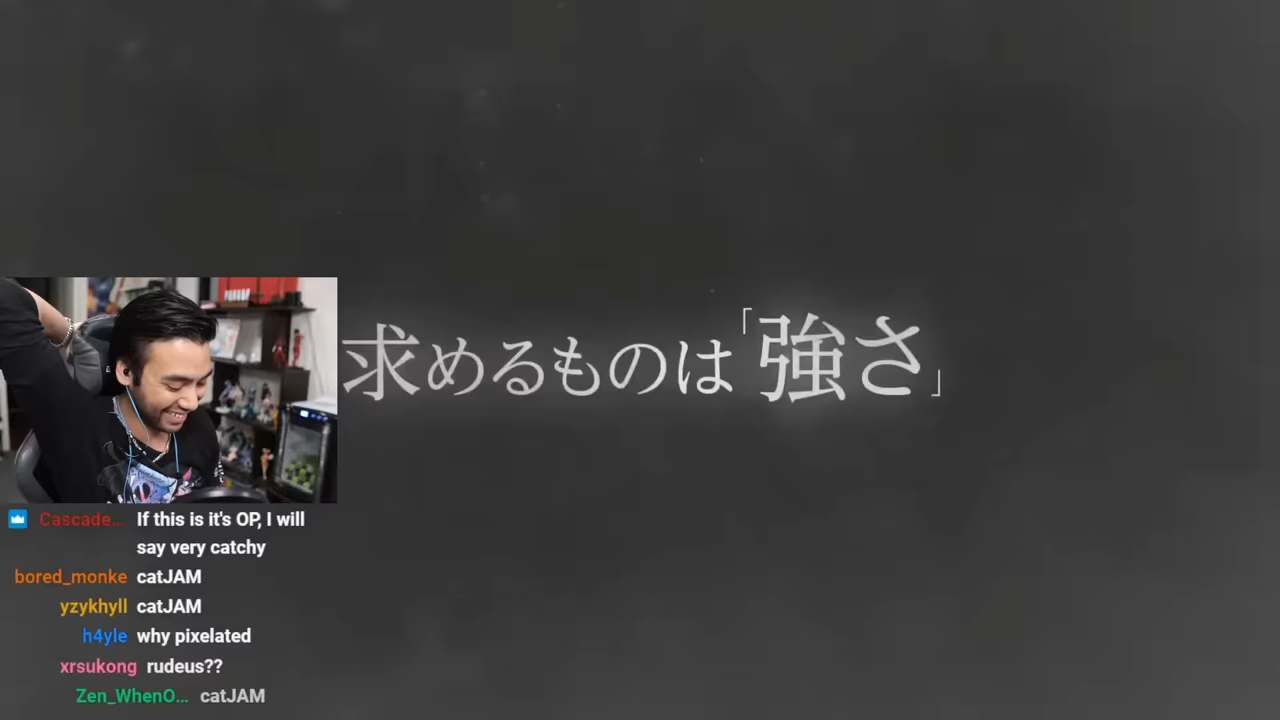 求めるものは「強さ」
Cascade... If this is it's OP, I will
say very catchy
bored_monke catJAM
yzykhyll catJAM
h4yle why pixelated
xrsukong rudeus??
Zen_WhenO... catJAM